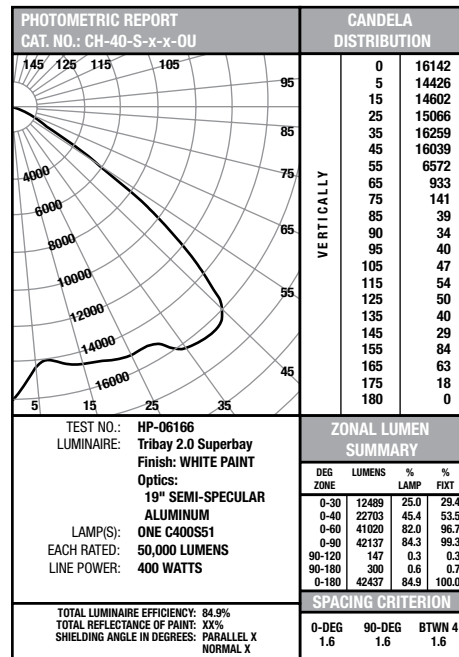 PHOTOMETRIC REPORT
CAT. NO.: CH-40-S-x-x-OU
145 125 115 105
95
85
75
65
55
45
4000
6000
8000
10000
12000
14000
16000
5 15 25 35
CANDELA
DISTRIBUTION
VERTICALLY
0 16142
5 14426
15 14602
25 15066
35 16259
45 16039
55 6572
65 933
75 141
85 39
90 34
95 40
105 47
115 54
125 50
135 40
145 29
155 84
165 63
175 18
180 0
TEST NO.: HP-06166
LUMINAIRE: Tribay 2.0 Superbay
Finish: WHITE PAINT
Optics:
19" SEMI-SPECULAR
ALUMINUM
LAMP(S): ONE C400S51
EACH RATED: 50,000 LUMENS
LINE POWER: 400 WATTS
TOTAL LUMINAIRE EFFICIENCY: 84.9%
TOTAL REFLECTANCE OF PAINT: XX%
SHIELDING ANGLE IN DEGREES: PARALLEL X
NORMAL X
ZONAL LUMEN
SUMMARY
DEG LUMENS % %
ZONE LAMP FIXT
0-30 12489 25.0 29.4
0-40 22703 45.4 53.5
0-60 41020 82.0 96.7
0-90 42137 84.3 99.3
90-120 147 0.3 0.3
90-180 300 0.6 0.7
0-180 42437 84.9 100.0
SPACING CRITERION
0-DEG 90-DEG BTWN 4
1.6 1.6 1.6